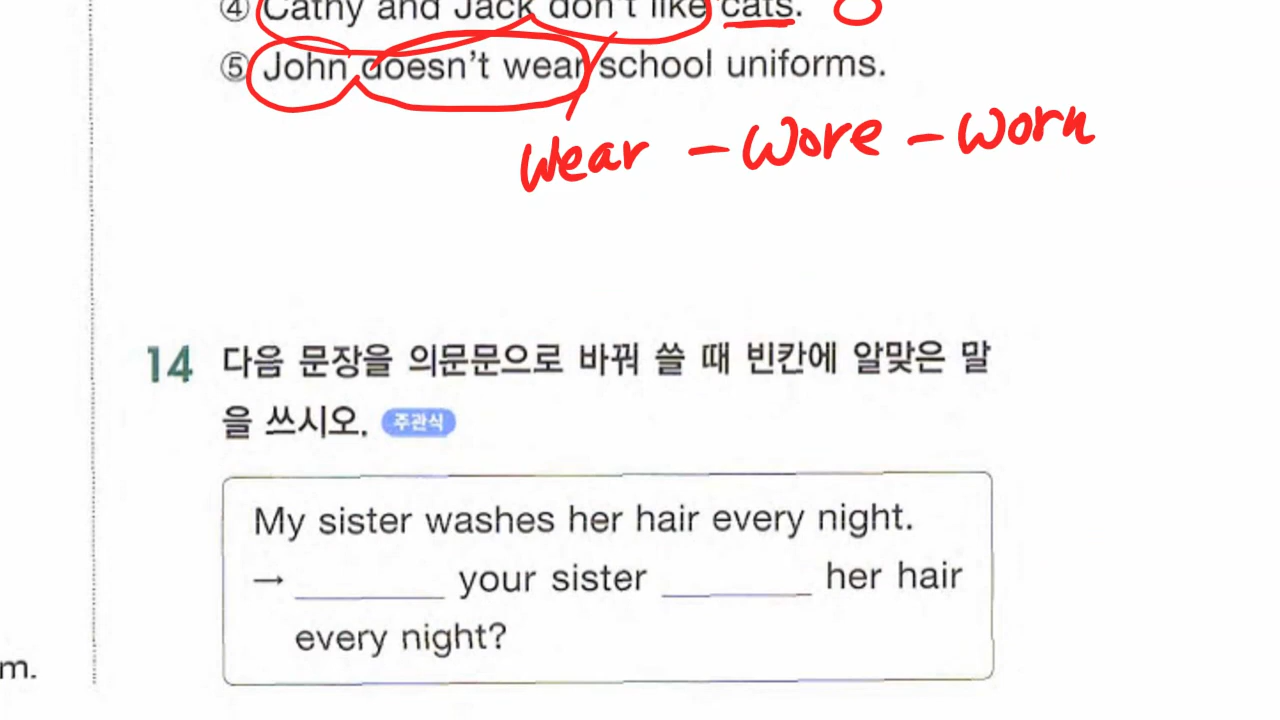 ④ Cathy and Jack don't like cats.
⑤ John doesn't wear school uniforms.
wear – wore – worn
14 다음 문장을 의문문으로 바꿔 쓸 때 빈칸에 알맞은 말
을 쓰시오. 주관식
My sister washes her hair every night.
→ ________ your sister ________ her hair
every night?
m.